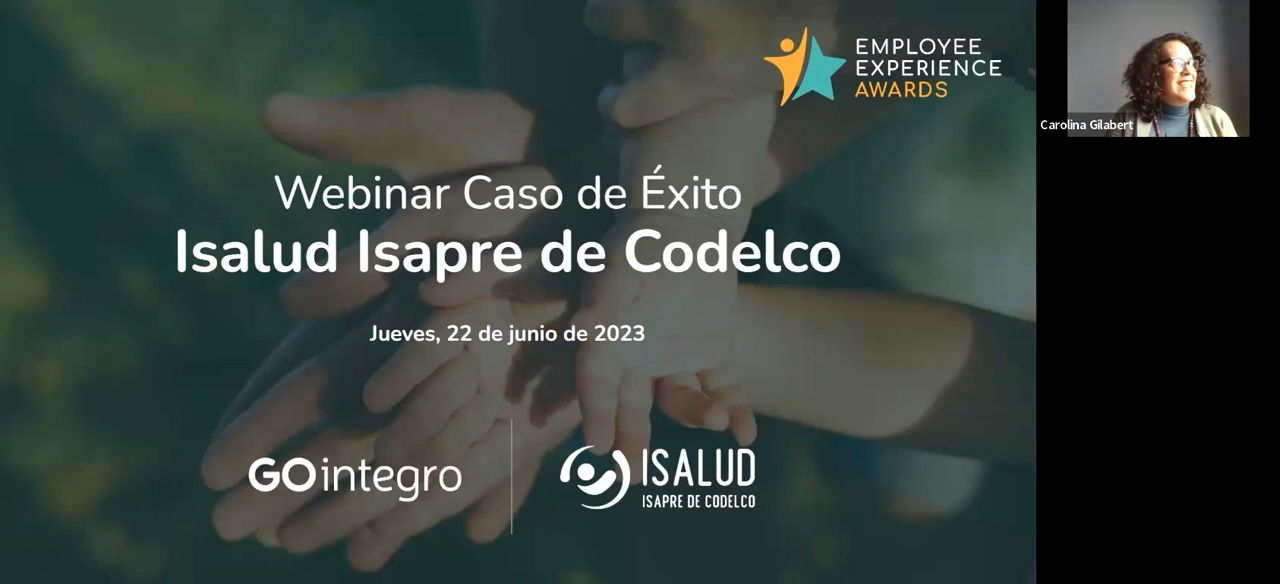 EMPLOYEE
EXPERIENCE
AWARDS
Carolina Gilabert
Webinar Caso de Éxito
Isalud Isapre de Codelco
Jueves, 22 de junio de 2023
GOintegro
ISALUD
ISAPRE DE CODELCO